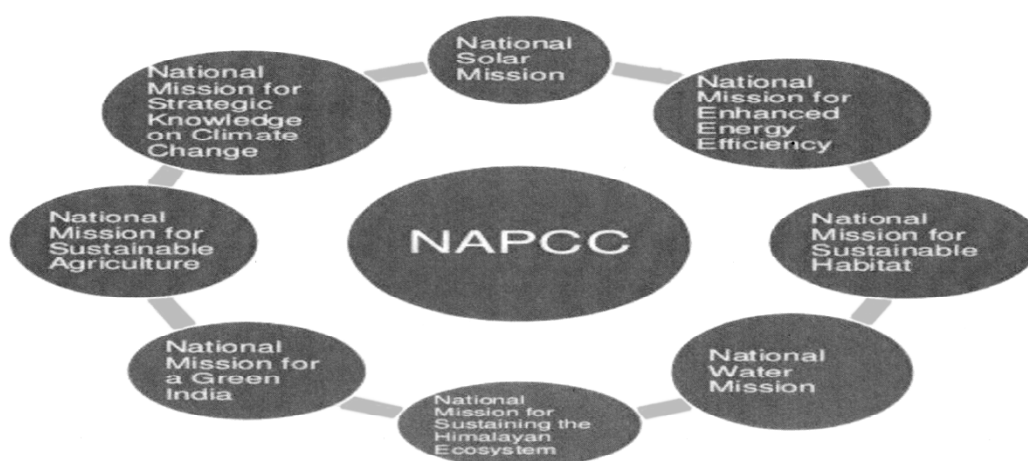 National
Solar
Mission
National
Mission for
Enhanced
Energy
Efficiency
National
Mission for
Sustainable
Habitat
National
Water
Mission
National
Mission for
Sustaining the
Himalayan
Ecosystem
National
Mission for
a Green
India
National
Mission for
Sustainable
Agriculture
National
Mission for
Strategic
Knowledge
on Climate
Change
NAPCC